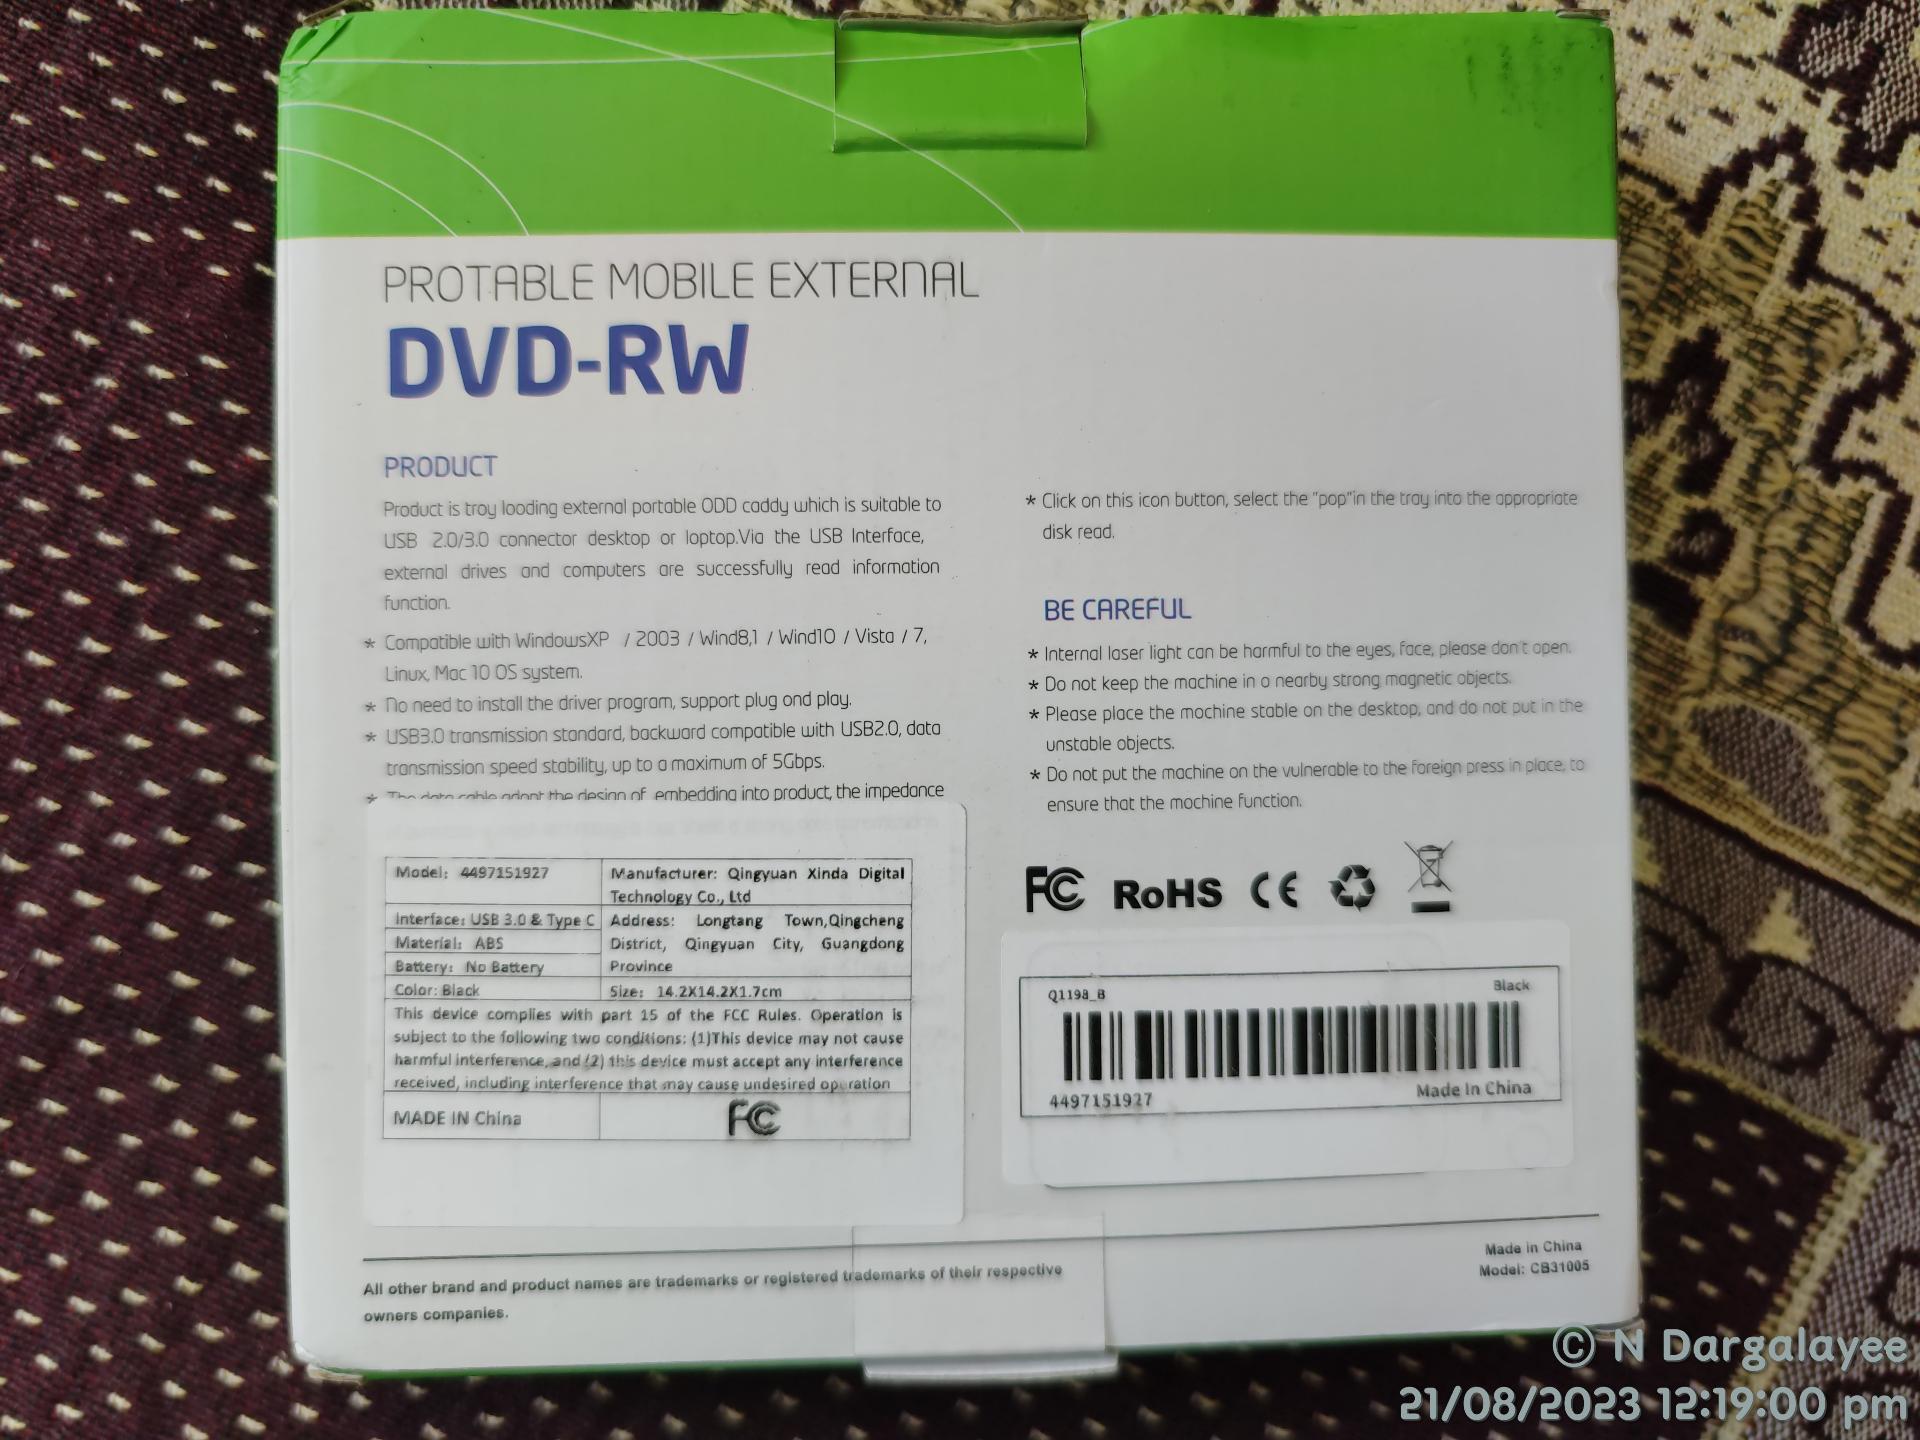 PROTABLE MOBILE EXTERNAL
DVD-RW
PRODUCT
Product is troy looding external portable ODD caddy which is suitable to
USB 2.0/3.0 connector desktop or loptop.Via the USB Interface,
external drives and computers are successfully read information
function.
* Compatible with WindowsXP / 2003 / Wind8,1 / Wind10 / Vista / 7,
Linux, Mac 10 OS system.
* No need to install the driver program, support plug ond play.
* USB3.0 transmission standard, backward compatible with USB2.0, data
transmission speed stability, up to a maximum of 5Gbps.
* The data cable adopt the design of embedding into product, the impedance
Model: 4497151927
Interface: USB 3.0 & Type C
Material: ABS
Battery: No Battery
Color: Black
Manufacturer: Qingyuan Xinda Digital
Technology Co., Ltd
Address: Longtang Town,Qingcheng
District, Qingyuan City, Guangdong
Province
Size: 14.2X14.2X1.7cm
This device complies with part 15 of the FCC Rules. Operation is
subject to the following two conditions: (1)This device may not cause
harmful interference, and (2) this device must accept any interference
received, including interference that may cause undesired operation
MADE IN China
FC
* Click on this icon button, select the "pop"in the tray into the appropriate
disk read.
BE CAREFUL
* Internal laser light can be harmful to the eyes, face, please don't open.
* Do not keep the machine in o nearby strong magnetic objects.
* Please place the mochine stable on the desktop, and do not put in the
unstable objects.
* Do not put the machine on the vulnerable to the foreign press in place, to
ensure that the machine function.
FC RoHS CE
Q1198_B Black
4497151927 Made In China
All other brand and product names are trademarks or registered trademarks of their respective
owners companies.
Made in China
Model: CB31005
© N Dargalayee
21/08/2023 12:19:00 pm